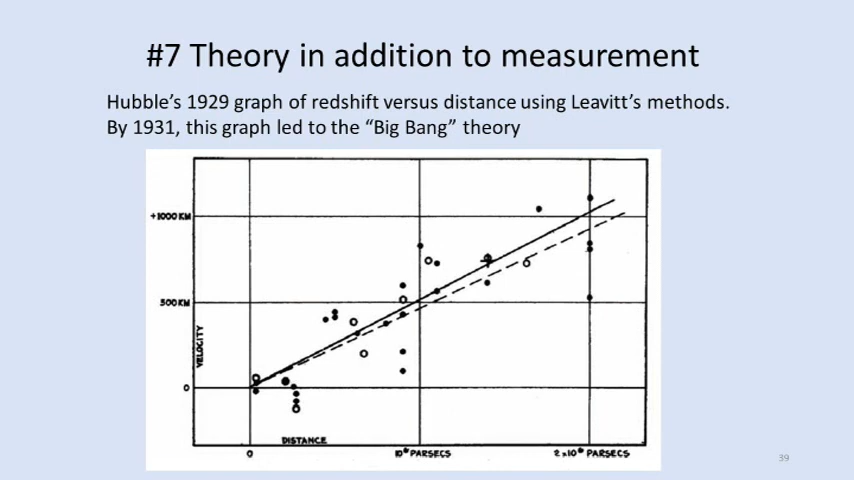 #7 Theory in addition to measurement
Hubble’s 1929 graph of redshift versus distance using Leavitt’s methods.
By 1931, this graph led to the “Big Bang” theory
+1000 KM
500 KM
VELOCITY
0
DISTANCE
0
10⁶ PARSECS
2 x 10⁶ PARSECS
39